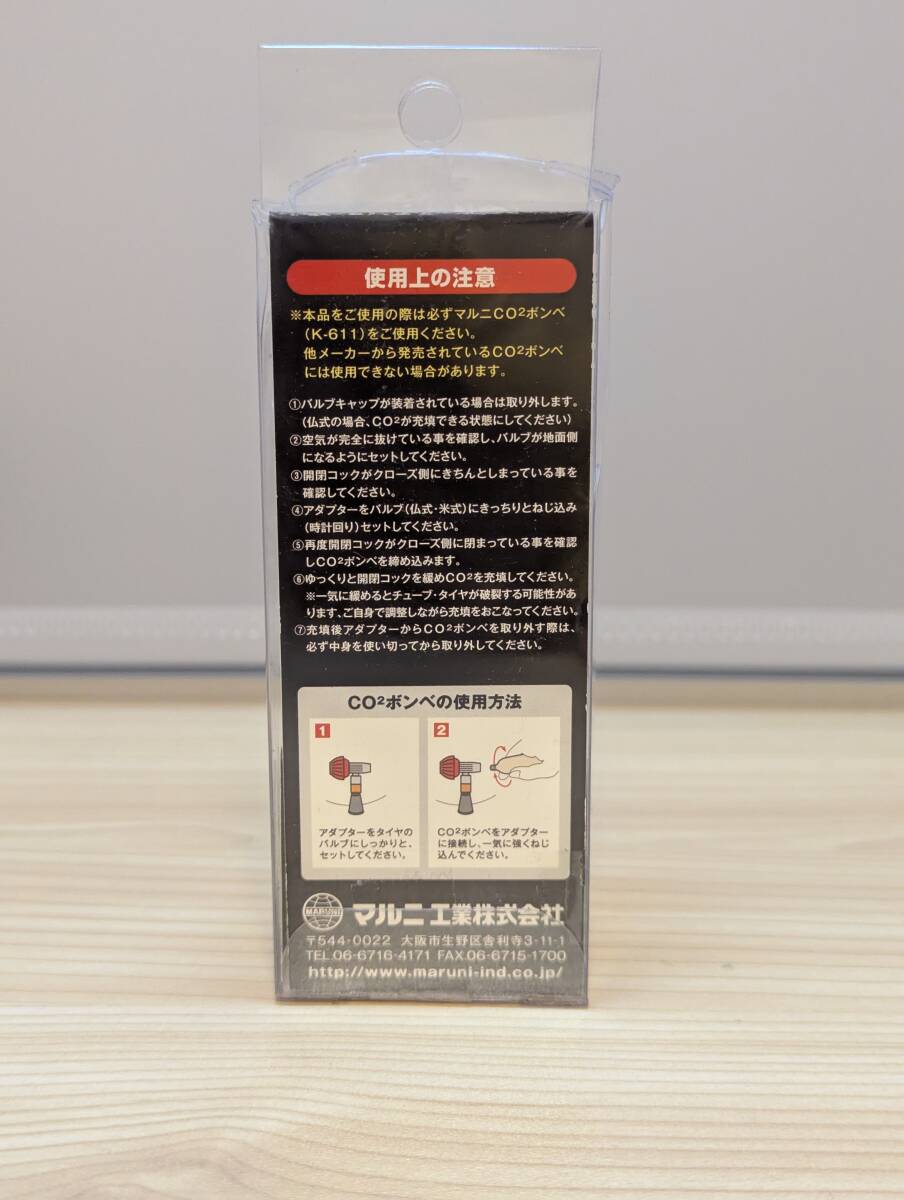 使用上の注意
※本品をご使用の際は必ずマルニCO²ボンベ
(K-611)をご使用ください。
他メーカーから発売されているCO²ボンベ
には使用できない場合があります。
①バルブキャップが装着されている場合は取り外します。
(仏式の場合、CO²が充填できる状態にしてください)
②空気が完全に抜けている事を確認し、バルブが地面側
になるようにセットしてください。
③開閉コックがクローズ側にきちんとしまっている事を
確認してください。
④アダプターをバルブ(仏式・米式)にきっちりとねじ込み
(時計回り)セットしてください。
⑤再度開閉コックがクローズ側に閉まっている事を確認
しCO²ボンベを締め込みます。
⑥ゆっくりと開閉コックを緩めCO²を充填してください。
※一気に緩めるとチューブ・タイヤが破裂する可能性があ
ります、ご自身で調整しながら充填をおこなってください。
⑦充填後アダプターからCO²ボンベを取り外す際は、
必ず中身を使い切ってから取り外してください。
CO²ボンベの使用方法
1
2
アダプターをタイヤの
バルブにしっかりと、
セットしてください。
CO²ボンベをアダプター
に接続し、一気に強くねじ
込んでください。
MARUNI
マルニ工業株式会社
〒544-0022 大阪市生野区舎利寺3-11-1
TEL.06-6716-4171 FAX.06-6715-1700
http://www.maruni-ind.co.jp/